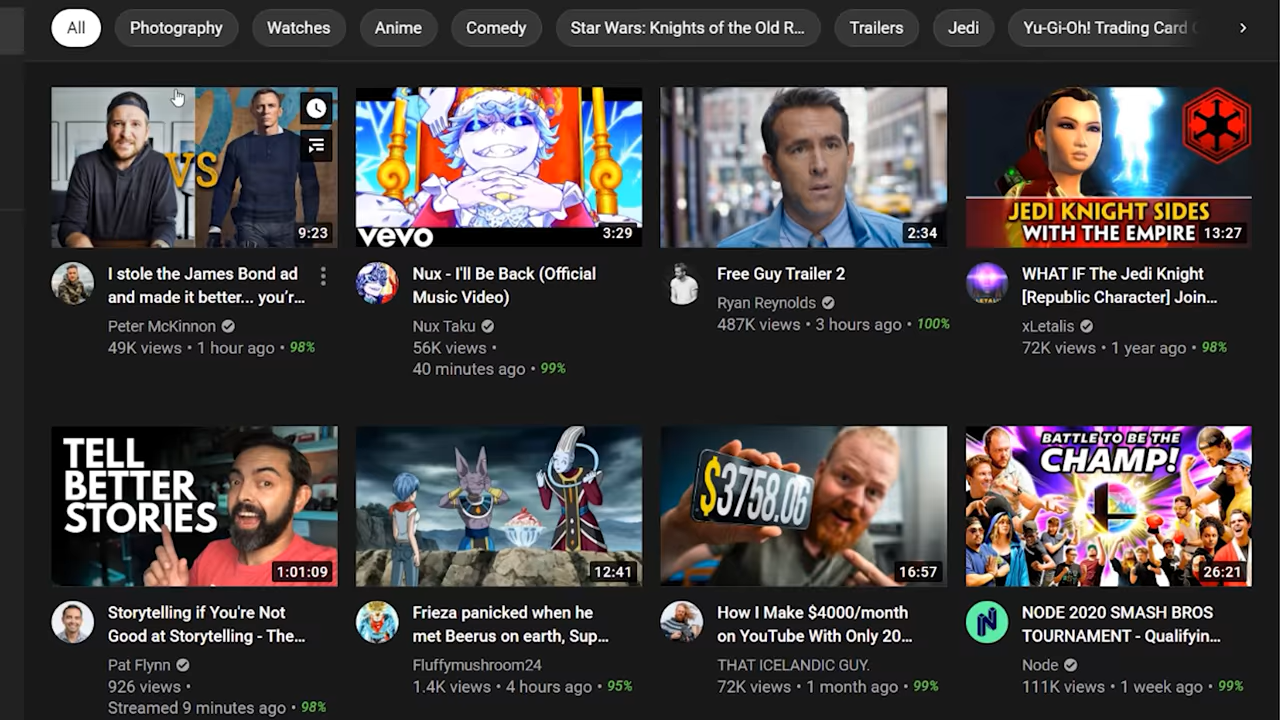 All
Photography
Watches
Anime
Comedy
Star Wars: Knights of the Old R...
Trailers
Jedi
Yu-Gi-Oh! Trading Card
VS
9:23
vevo
3:29
2:34
JEDI KNIGHT SIDES
WITH THE EMPIRE
13:27
I stole the James Bond ad
and made it better... you'r...
Peter McKinnon
49K views • 1 hour ago • 98%
Nux - I'll Be Back (Official
Music Video)
Nux Taku
56K views •
40 minutes ago • 99%
Free Guy Trailer 2
Ryan Reynolds
487K views • 3 hours ago • 100%
WHAT IF The Jedi Knight
[Republic Character] Join...
xLetalis
72K views • 1 year ago • 98%
TELL
BETTER
STORIES
1:01:09
12:41
$3758.06
16:57
BATTLE TO BE THE
CHAMP!
26:21
Storytelling if You're Not
Good at Storytelling - The...
Pat Flynn
926 views •
Streamed 9 minutes ago • 98%
Frieza panicked when he
met Beerus on earth, Sup...
Fluffymushroom24
1.4K views • 4 hours ago • 95%
How I Make $4000/month
on YouTube With Only 20...
THAT ICELANDIC GUY.
72K views • 1 month ago • 99%
NODE 2020 SMASH BROS
TOURNAMENT - Qualifyin...
Node
111K views • 1 week ago • 99%